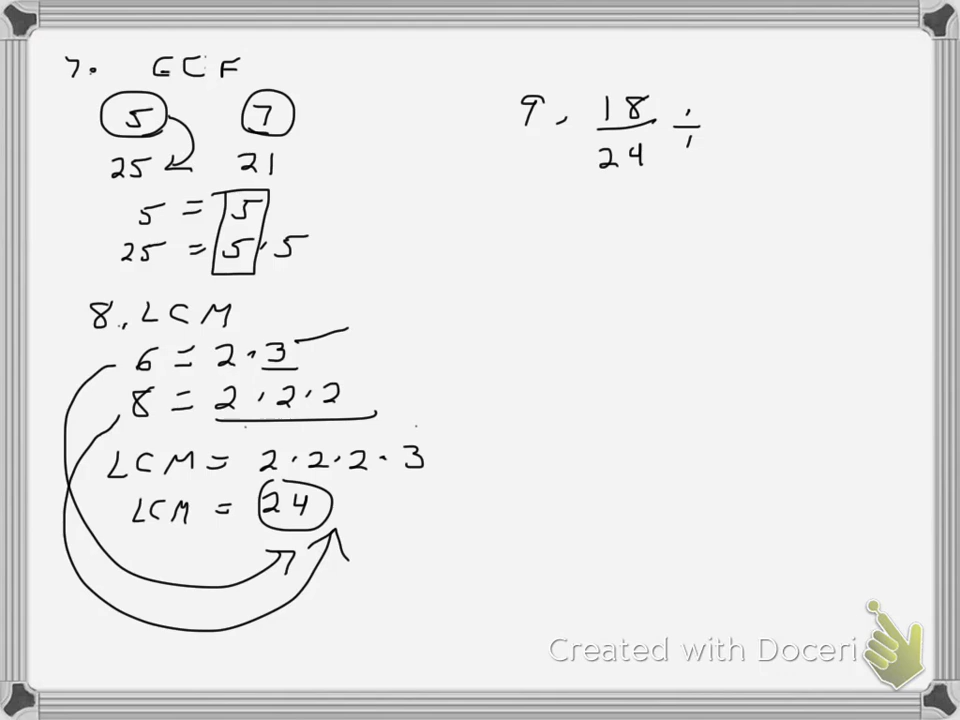 7. GCF
5 7
25 21
5 = 5
25 = 5 · 5
8. LCM
6 = 2 · 3
8 = 2 · 2 · 2
LCM = 2 · 2 · 2 · 3
LCM = 24
9. 18/24 ÷
Created with Doceri